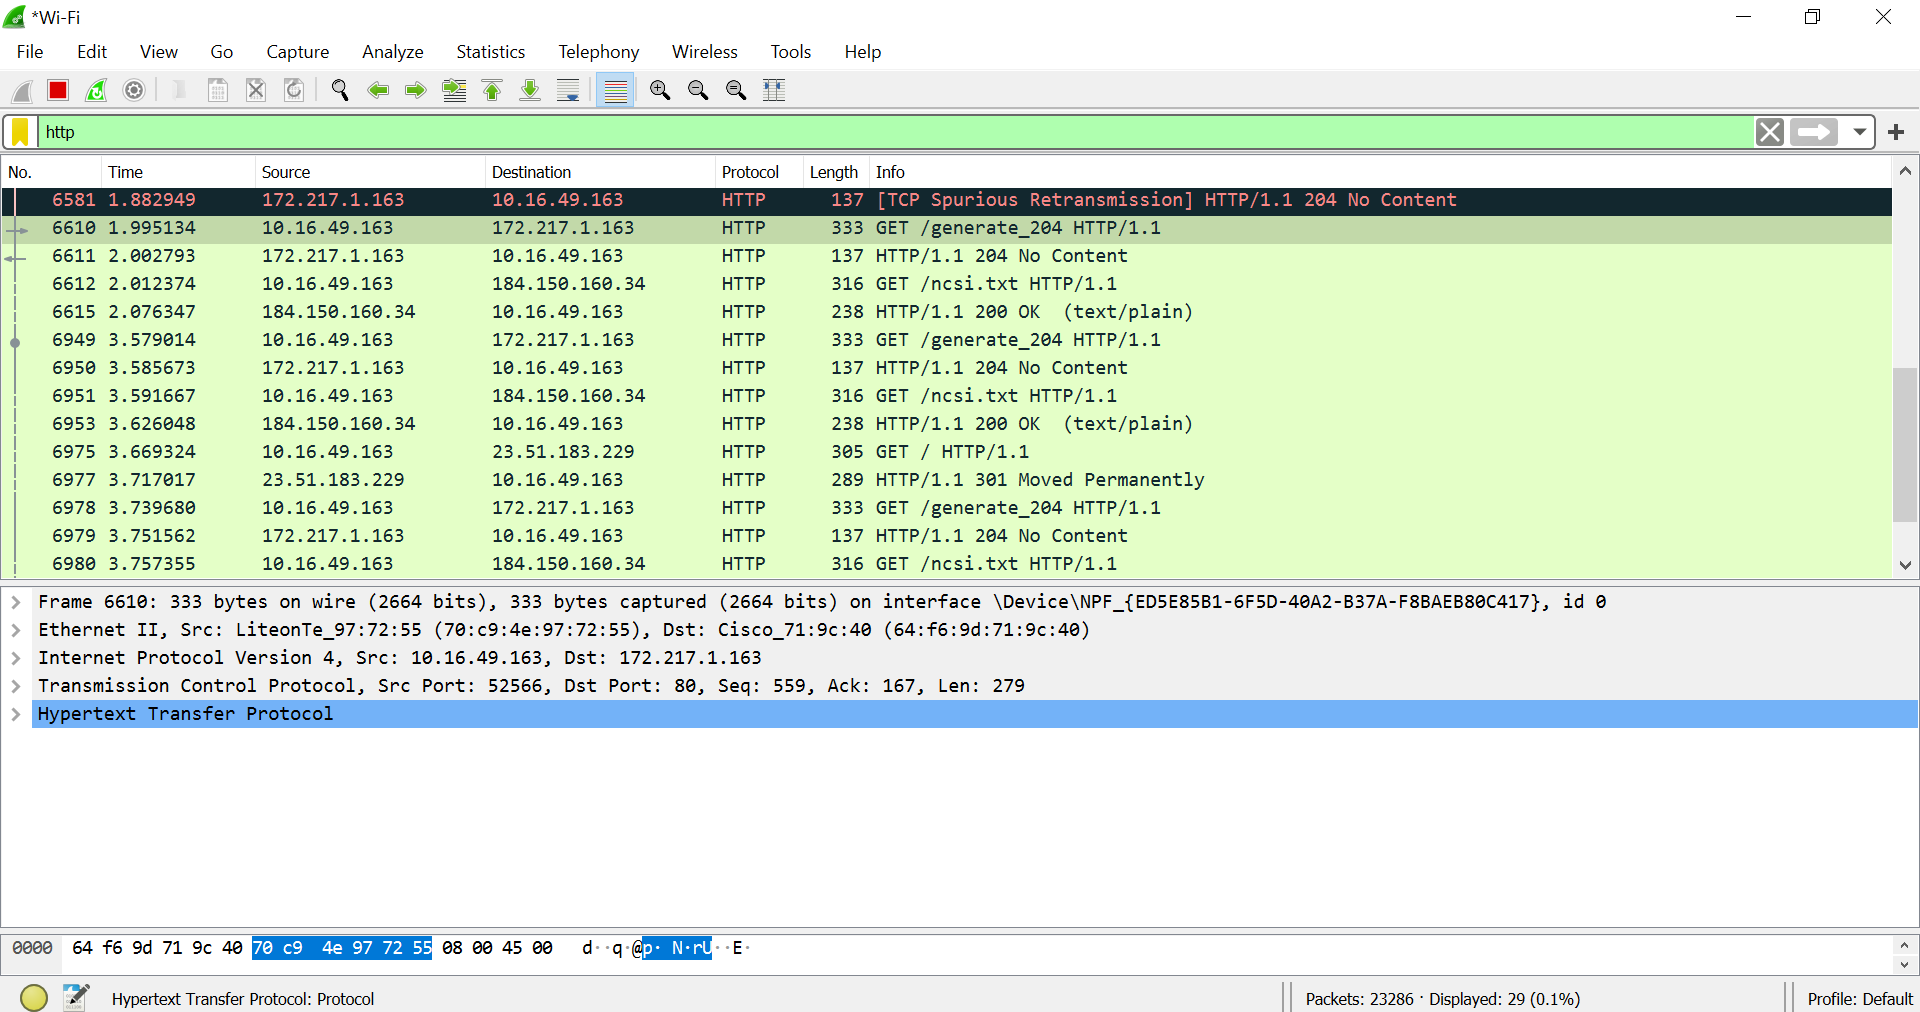 *Wi-Fi
File Edit View Go Capture Analyze Statistics Telephony Wireless Tools Help
http
No. Time Source Destination Protocol Length Info
6581 1.882949 172.217.1.163 10.16.49.163 HTTP 137 [TCP Spurious Retransmission] HTTP/1.1 204 No Content
6610 1.995134 10.16.49.163 172.217.1.163 HTTP 333 GET /generate_204 HTTP/1.1
6611 2.002793 172.217.1.163 10.16.49.163 HTTP 137 HTTP/1.1 204 No Content
6612 2.012374 10.16.49.163 184.150.160.34 HTTP 316 GET /ncsi.txt HTTP/1.1
6615 2.076347 184.150.160.34 10.16.49.163 HTTP 238 HTTP/1.1 200 OK (text/plain)
6949 3.579014 10.16.49.163 172.217.1.163 HTTP 333 GET /generate_204 HTTP/1.1
6950 3.585673 172.217.1.163 10.16.49.163 HTTP 137 HTTP/1.1 204 No Content
6951 3.591667 10.16.49.163 184.150.160.34 HTTP 316 GET /ncsi.txt HTTP/1.1
6953 3.626048 184.150.160.34 10.16.49.163 HTTP 238 HTTP/1.1 200 OK (text/plain)
6975 3.669324 10.16.49.163 23.51.183.229 HTTP 305 GET / HTTP/1.1
6977 3.717017 23.51.183.229 10.16.49.163 HTTP 289 HTTP/1.1 301 Moved Permanently
6978 3.739680 10.16.49.163 172.217.1.163 HTTP 333 GET /generate_204 HTTP/1.1
6979 3.751562 172.217.1.163 10.16.49.163 HTTP 137 HTTP/1.1 204 No Content
6980 3.757355 10.16.49.163 184.150.160.34 HTTP 316 GET /ncsi.txt HTTP/1.1
Frame 6610: 333 bytes on wire (2664 bits), 333 bytes captured (2664 bits) on interface \Device\NPF_{ED5E85B1-6F5D-40A2-B37A-F8BAEB80C417}, id 0
Ethernet II, Src: LiteonTe_97:72:55 (70:c9:4e:97:72:55), Dst: Cisco_71:9c:40 (64:f6:9d:71:9c:40)
Internet Protocol Version 4, Src: 10.16.49.163, Dst: 172.217.1.163
Transmission Control Protocol, Src Port: 52566, Dst Port: 80, Seq: 559, Ack: 167, Len: 279
Hypertext Transfer Protocol
0000 64 f6 9d 71 9c 40 70 c9 4e 97 72 55 08 00 45 00 d··q·@p· N·rU··E·
Hypertext Transfer Protocol: Protocol
Packets: 23286 · Displayed: 29 (0.1%)
Profile: Default